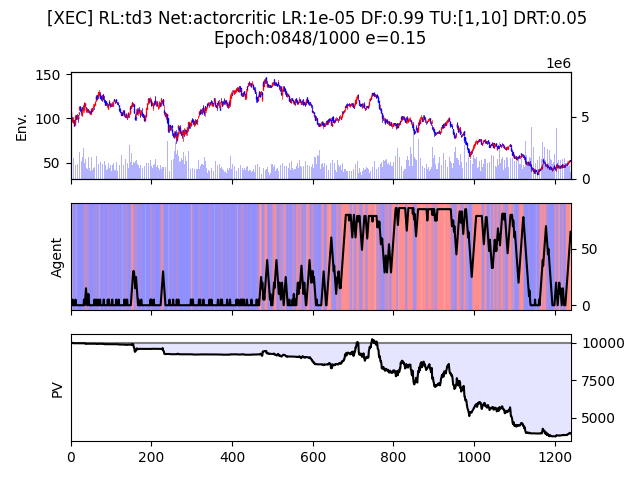 [XEC] RL:td3 Net:actorcritic LR:1e-05 DF:0.99 TU:[1,10] DRT:0.05
Epoch:0848/1000 e=0.15
1e6
150
100
50
Env.
5
0
Agent
50
0
PV
10000
7500
5000
0 200 400 600 800 1000 1200